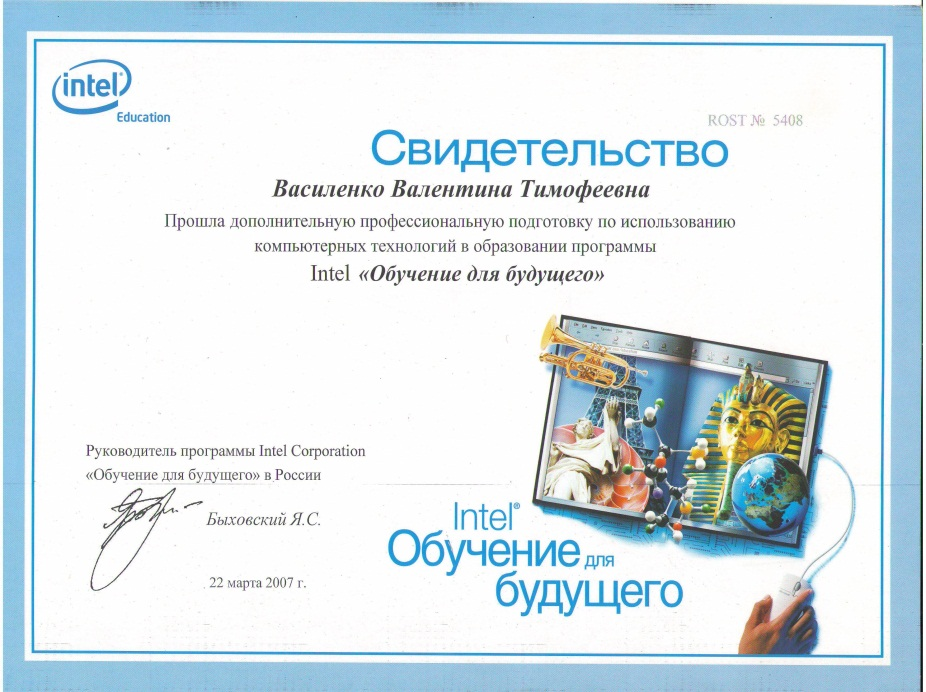 intel®
Education
ROST № 5408
Свидетельство
Василенко Валентина Тимофеевна
Прошла дополнительную профессиональную подготовку по использованию
компьютерных технологий в образовании программы
Intel «Обучение для будущего»
Руководитель программы Intel Corporation
«Обучение для будущего» в России
Быховский Я.С.
22 марта 2007 г.
Intel®
Обучение для
будущего